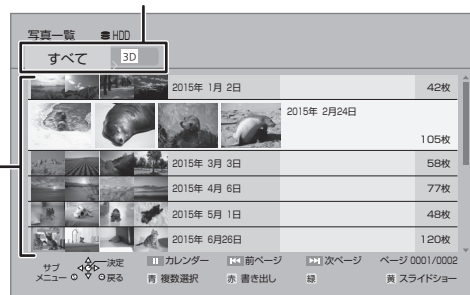 写真一覧 HDD
すべて 3D
2015年 1月 2日 42枚
2015年 2月24日
105枚
2015年 3月 3日 58枚
2015年 4月 6日 77枚
2015年 5月 1日 48枚
2015年 6月26日 120枚
サブメニュー 決定 戻る
カレンダー 前ページ 次ページ ページ 0001/0002
青 複数選択 赤 書き出し 緑 黄 スライドショー